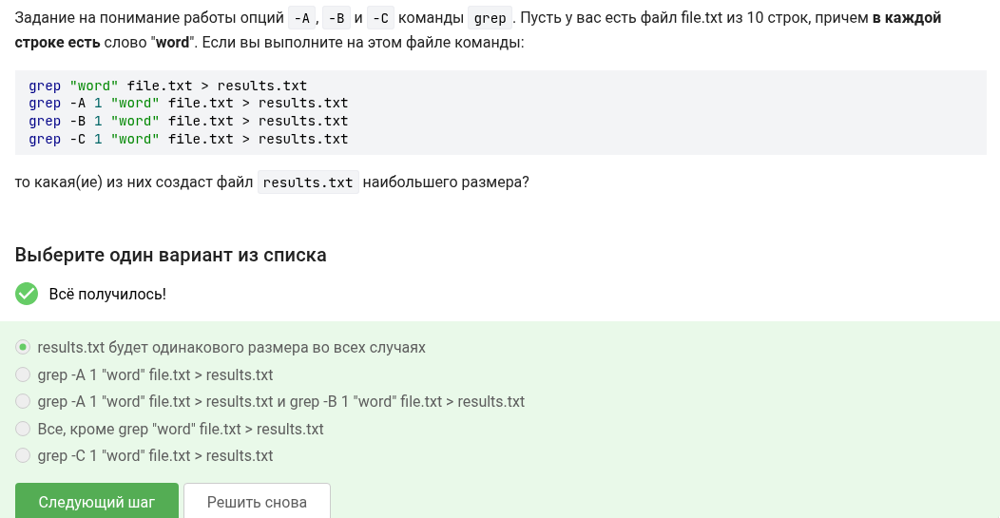 Задание на понимание работы опций -A, -B и -C команды grep. Пусть у вас есть файл file.txt из 10 строк, причем в каждой
строке есть слово "word". Если вы выполните на этом файле команды:
grep "word" file.txt > results.txt
grep -A 1 "word" file.txt > results.txt
grep -B 1 "word" file.txt > results.txt
grep -C 1 "word" file.txt > results.txt
то какая(ие) из них создаст файл results.txt наибольшего размера?
Выберите один вариант из списка
Всё получилось!
results.txt будет одинакового размера во всех случаях
grep -A 1 "word" file.txt > results.txt
grep -A 1 "word" file.txt > results.txt и grep -B 1 "word" file.txt > results.txt
Все, кроме grep "word" file.txt > results.txt
grep -C 1 "word" file.txt > results.txt
Следующий шаг Решить снова